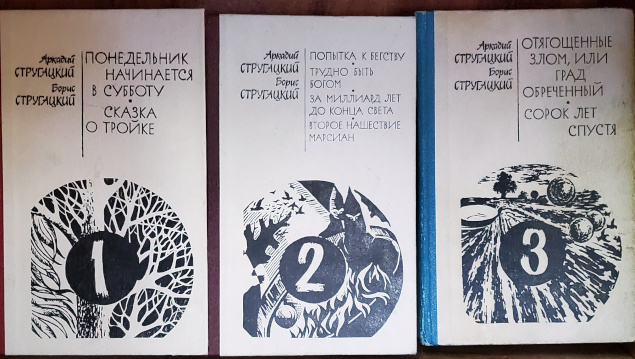 Аркадий
СТРУГАЦКИЙ
Борис
СТРУГАЦКИЙ
ПОНЕДЕЛЬНИК
НАЧИНАЕТСЯ
В СУББОТУ
•
СКАЗКА
О ТРОЙКЕ
1
Аркадий
СТРУГАЦКИЙ
Борис
СТРУГАЦКИЙ
ПОПЫТКА К БЕГСТВУ
•
ТРУДНО БЫТЬ
БОГОМ
•
ЗА МИЛЛИАРД ЛЕТ
ДО КОНЦА СВЕТА
•
ВТОРОЕ НАШЕСТВИЕ
МАРСИАН
2
Аркадий
СТРУГАЦКИЙ
Борис
СТРУГАЦКИЙ
ОТЯГОЩЕННЫЕ
ЗЛОМ, ИЛИ
ГРАД
ОБРЕЧЕННЫЙ
•
СОРОК ЛЕТ
СПУСТЯ
3